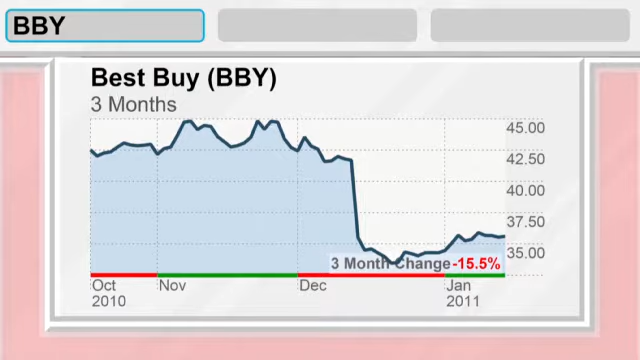 BBY
Best Buy (BBY)
3 Months
45.00
42.50
40.00
37.50
35.00
3 Month Change -15.5%
Oct Nov Dec Jan
2010 2011